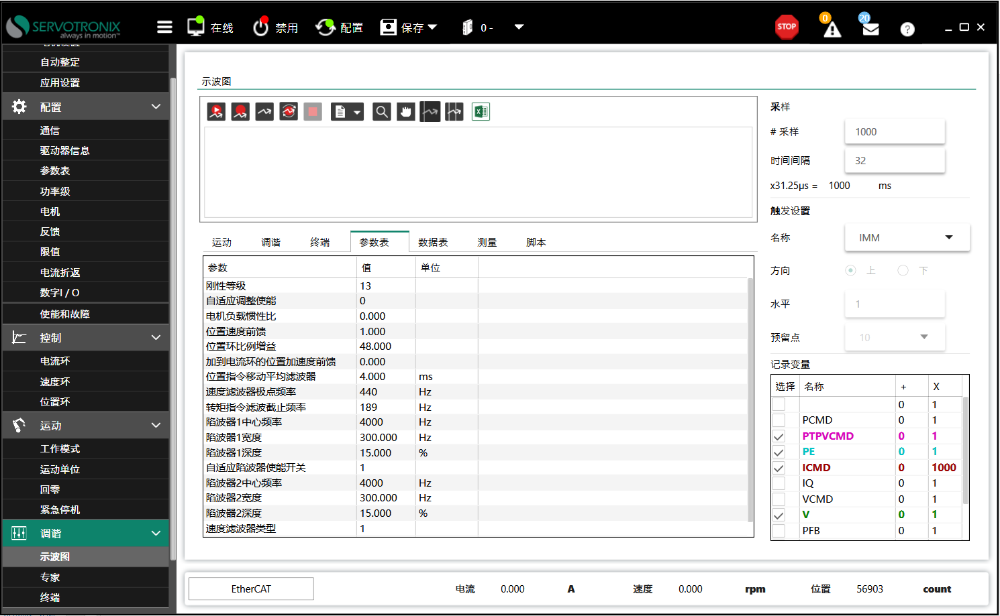 SERVOTRONIX
always in motion™
在线
禁用
配置
保存
0 -
STOP
0
20
?
自动整定
应用设置
配置
通信
驱动器信息
参数表
功率级
电机
反馈
限值
电流折返
数字I / O
使能和故障
控制
电流环
速度环
位置环
运动
工作模式
运动单位
回零
紧急停机
调谐
示波图
专家
终端
示波图
运动 调谐 终端 参数表 数据表 测量 脚本
参数 值 单位
刚性等级 13
自适应调整使能 0
电机负载惯性比 0.000
位置速度前馈 1.000
位置环比例增益 48.000
加到电流环的位置加速度前馈 0.000
位置指令移动平均滤波器 4.000 ms
速度滤波器极点频率 440 Hz
转矩指令滤波截止频率 189 Hz
陷波器1中心频率 4000 Hz
陷波器1宽度 300.000 Hz
陷波器1深度 15.000 %
自适应陷波器使能开关 1
陷波器2中心频率 4000 Hz
陷波器2宽度 300.000 Hz
陷波器2深度 15.000 %
速度滤波器类型 1
采样
# 采样 1000
时间间隔 32
x31.25μs = 1000 ms
触发设置
名称 IMM
方向 上 下
水平 1
预留点 10
记录变量
选择 名称 + X
0 1
PCMD 0 1
PTPVCMD 0 1
PE 0 1
ICMD 0 1000
IQ 0 1
VCMD 0 1
V 0 1
PFB 0 1
EtherCAT 电流 0.000 A 速度 0.000 rpm 位置 56903 count